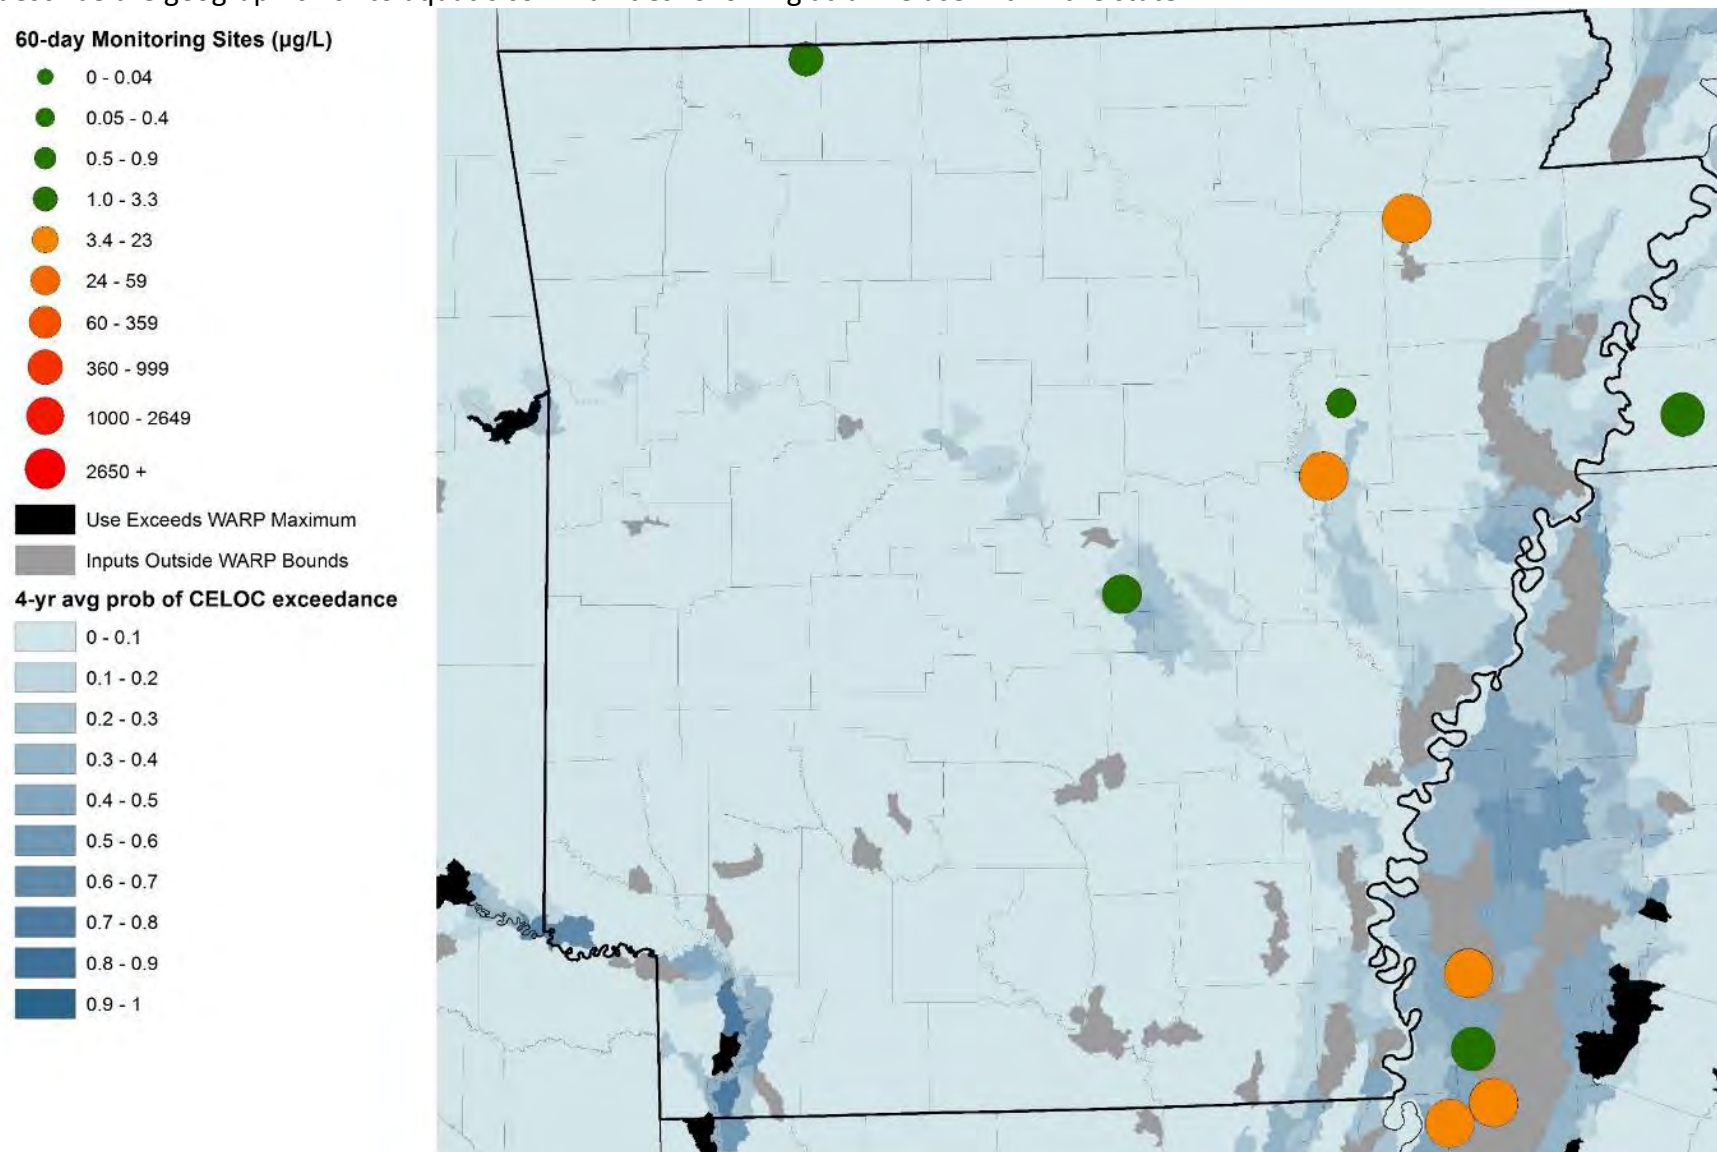 60-day Monitoring Sites (µg/L)
0 - 0.04
0.05 - 0.4
0.5 - 0.9
1.0 - 3.3
3.4 - 23
24 - 59
60 - 359
360 - 999
1000 - 2649
2650 +
Use Exceeds WARP Maximum
Inputs Outside WARP Bounds
4-yr avg prob of CELOC exceedance
0 - 0.1
0.1 - 0.2
0.2 - 0.3
0.3 - 0.4
0.4 - 0.5
0.5 - 0.6
0.6 - 0.7
0.7 - 0.8
0.8 - 0.9
0.9 - 1